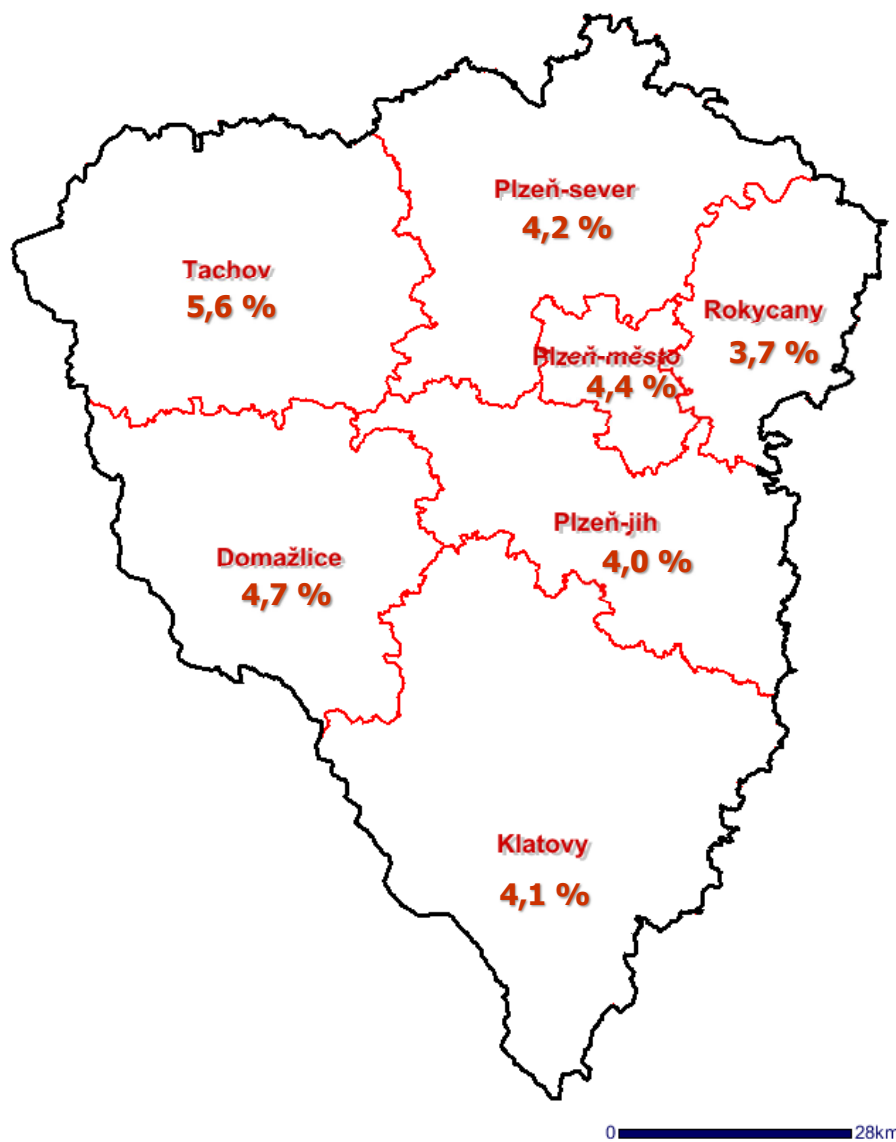 Plzeň-sever
4,2 %
Tachov
5,6 %
Rokycany
3,7 %
Plzeň-město
4,4 %
Plzeň-jih
4,0 %
Domažlice
4,7 %
Klatovy
4,1 %
0 28km